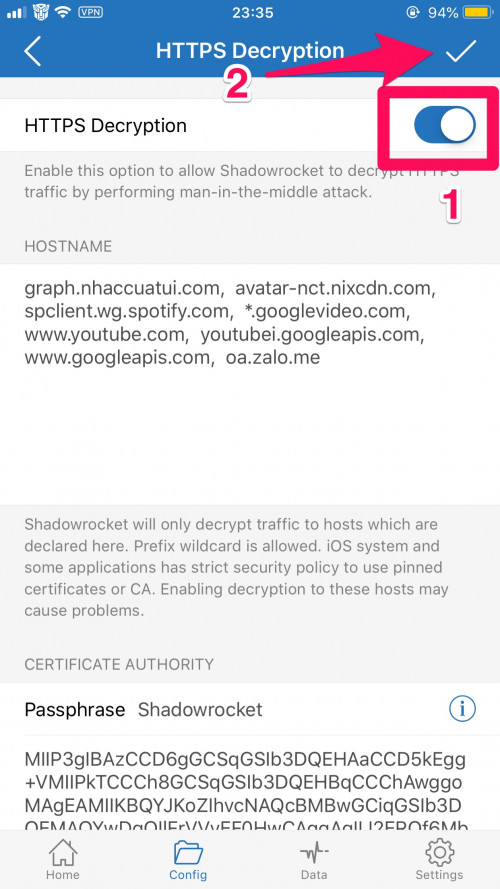 VPN 23:35 94%
HTTPS Decryption
2
HTTPS Decryption
1
Enable this option to allow Shadowrocket to decrypt HTTPS
traffic by performing man-in-the-middle attack.
HOSTNAME
graph.nhaccuatui.com, avatar-nct.nixcdn.com,
spclient.wg.spotify.com, *.googlevideo.com,
www.youtube.com, youtubei.googleapis.com,
www.googleapis.com, oa.zalo.me
Shadowrocket will only decrypt traffic to hosts which are
declared here. Prefix wildcard is allowed. iOS system and
some applications has strict security policy to use pinned
certificates or CA. Enabling decryption to these hosts may
cause problems.
CERTIFICATE AUTHORITY
Passphrase Shadowrocket
MIIP3gIBAzCCD6gGCSqGSIb3DQEHAaCCD5kEgg
+VMIIPkTCCCh8GCSqGSIb3DQEHBqCCChAwggo
MAgEAMIIKBQYJKoZIhvcNAQcBMBwGCiqGSIb3D
Home Config Data Settings